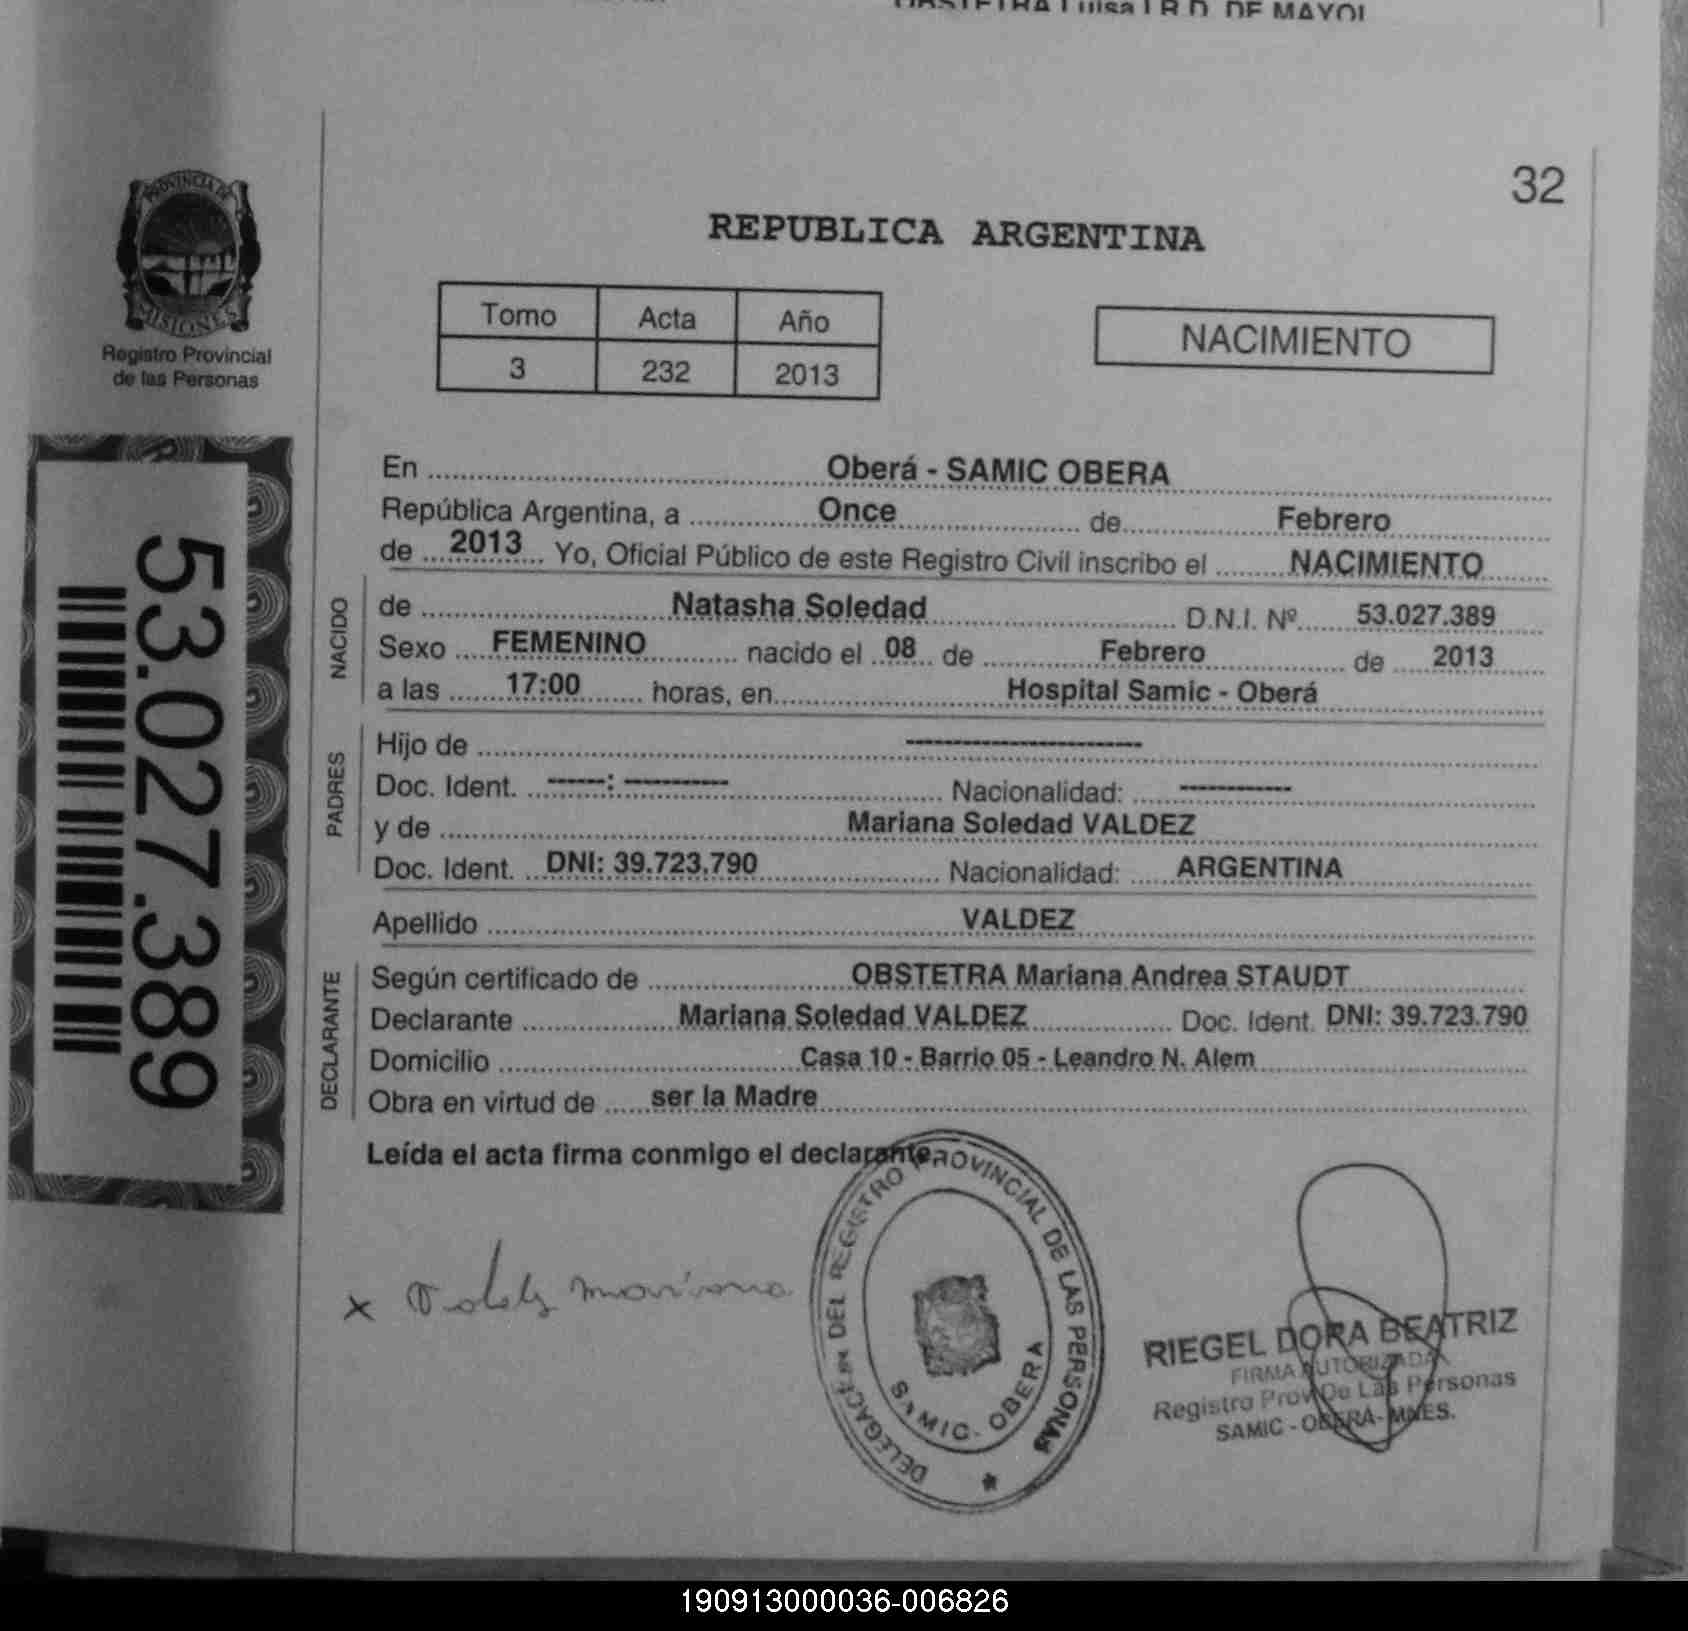 OBSTETRA Luisa I.R.D. DE MAYOL
32
PROVINCIA DE
MISIONES
Registro Provincial
de las Personas
REPUBLICA ARGENTINA
Tomo Acta Año
3 232 2013
NACIMIENTO
53.027.389
En Oberá - SAMIC OBERA
República Argentina, a Once de Febrero
de 2013 Yo, Oficial Público de este Registro Civil inscribo el NACIMIENTO
NACIDO
de Natasha Soledad D.N.I. Nº 53.027.389
Sexo FEMENINO nacido el 08 de Febrero de 2013
a las 17:00 horas, en Hospital Samic - Oberá
PADRES
Hijo de --------------------
Doc. Ident. -----: --------- Nacionalidad: ----------
y de Mariana Soledad VALDEZ
Doc. Ident. DNI: 39.723.790 Nacionalidad: ARGENTINA
Apellido VALDEZ
DECLARANTE
Según certificado de OBSTETRA Mariana Andrea STAUDT
Declarante Mariana Soledad VALDEZ Doc. Ident. DNI: 39.723.790
Domicilio Casa 10 - Barrio 05 - Leandro N. Alem
Obra en virtud de ser la Madre
Leída el acta firma conmigo el declarante.
x Valdez Mariana
DELEGACION DEL REGISTRO PROVINCIAL DE LAS PERSONAS
SAMIC - OBERA
RIEGEL DORA BEATRIZ
FIRMA AUTORIZADA
Registro Prov. De Las Personas
SAMIC - OBERA - MNES.
190913000036-006826